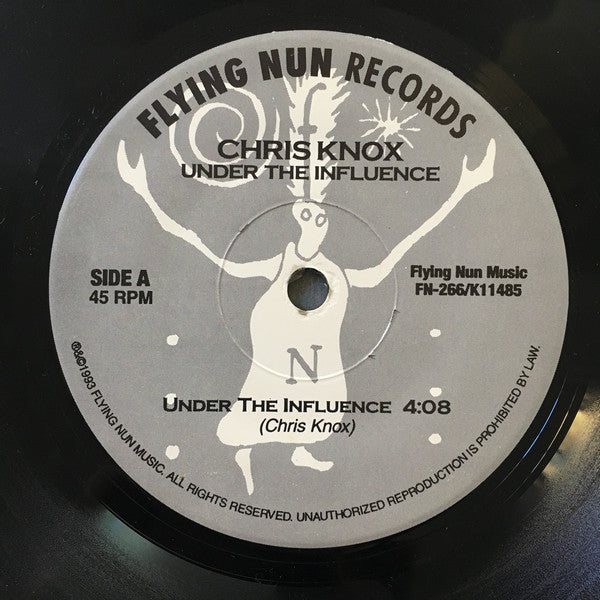 FLYING NUN RECORDS
CHRIS KNOX
UNDER THE INFLUENCE
SIDE A
45 RPM
Flying Nun Music
FN-266/K11485
N
UNDER THE INFLUENCE 4:08
(Chris Knox)
℗&©1993 FLYING NUN MUSIC. ALL RIGHTS RESERVED. UNAUTHORIZED REPRODUCTION IS PROHIBITED BY LAW.